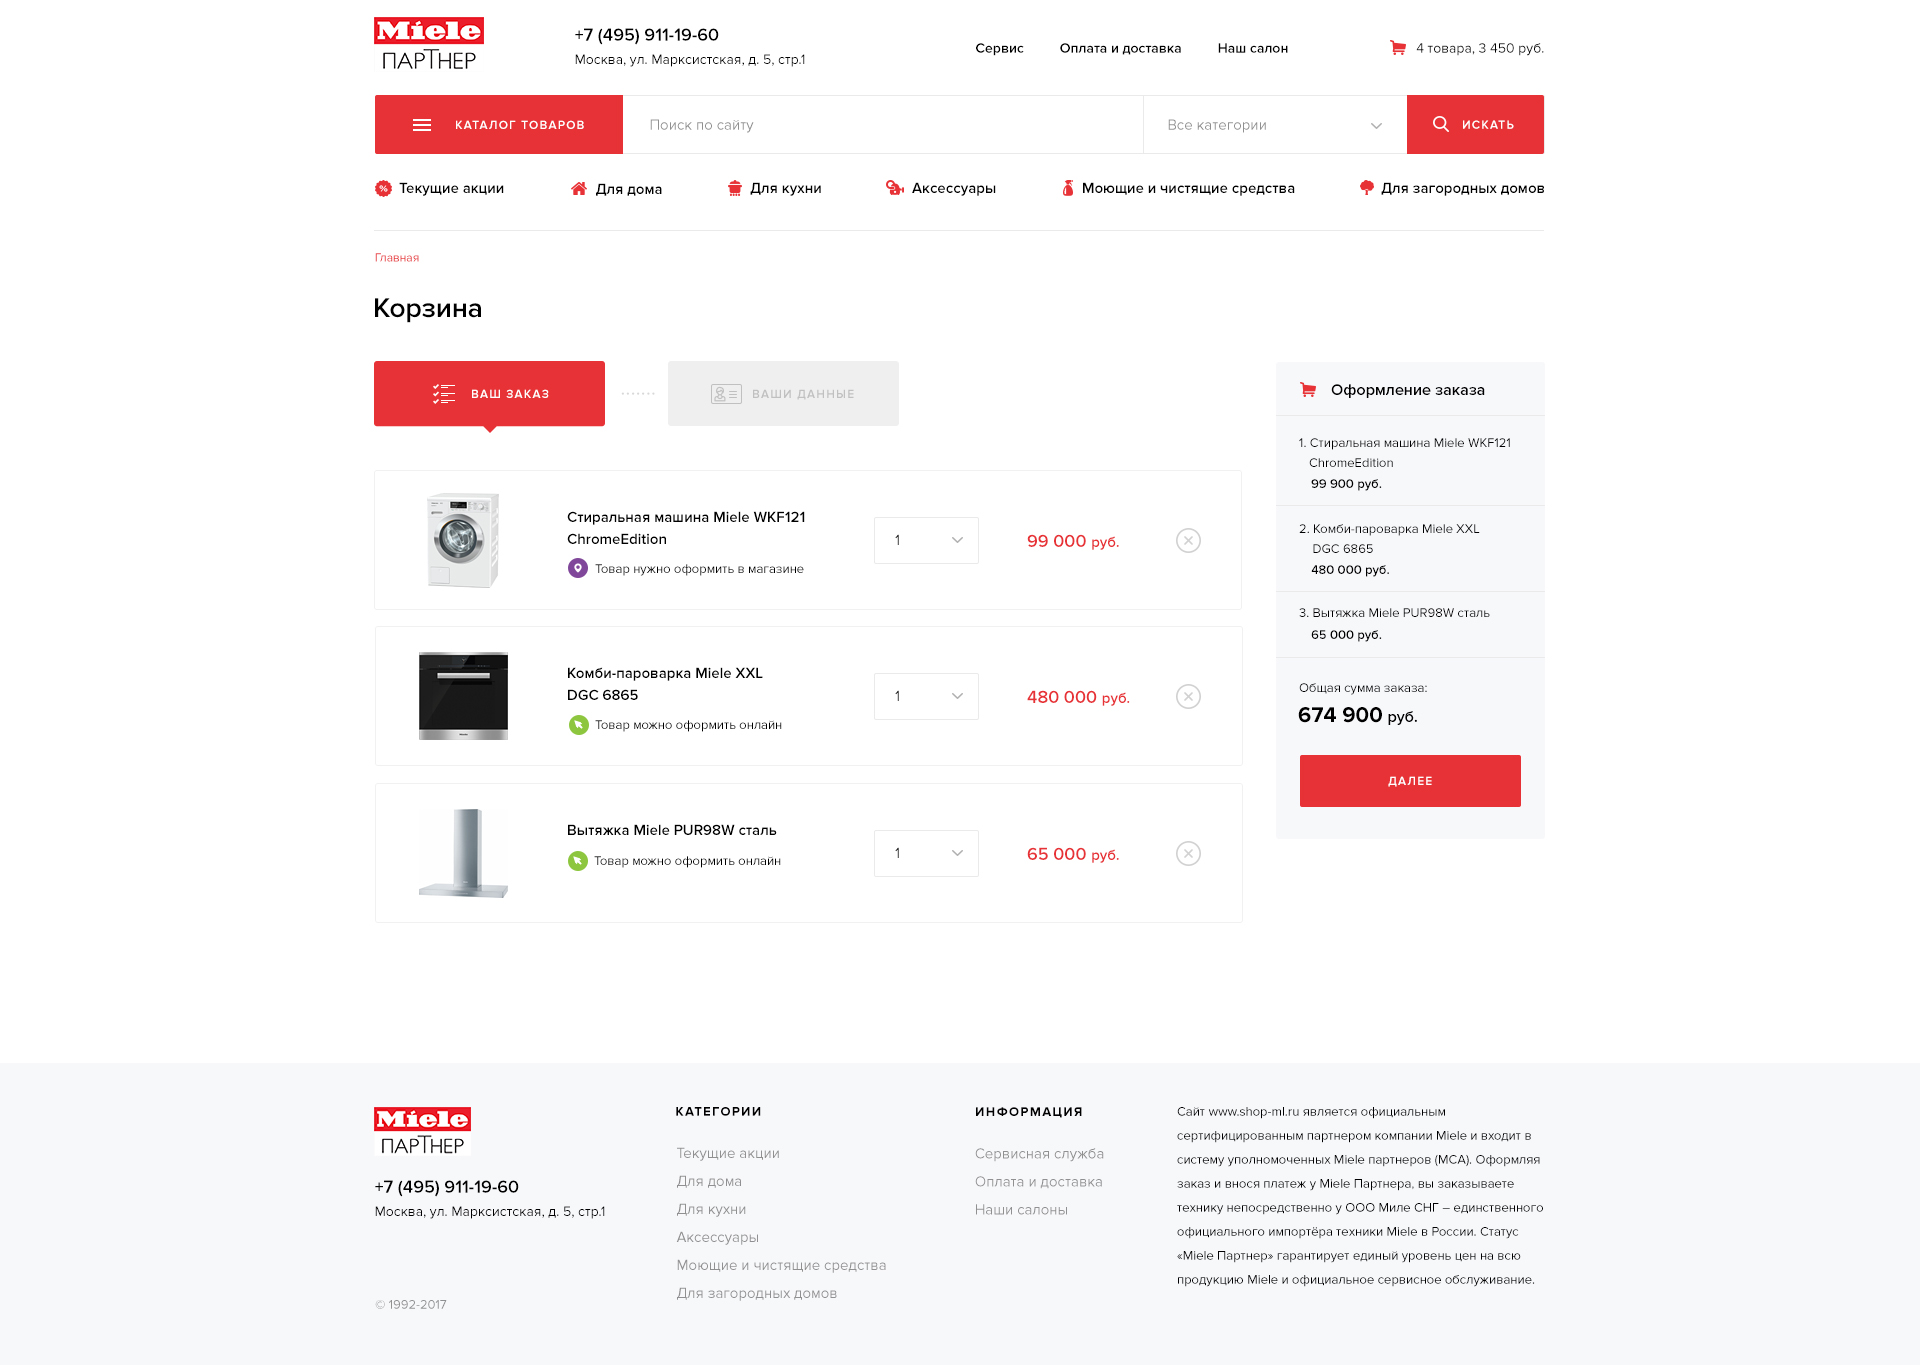 Miele
ПАРТНЕР
+7 (495) 911-19-60
Москва, ул. Марксистская, д. 5, стр.1
Сервис
Оплата и доставка
Наш салон
4 товара, 3 450 руб.
КАТАЛОГ ТОВАРОВ
Поиск по сайту
Все категории
ИСКАТЬ
Текущие акции
Для дома
Для кухни
Аксессуары
Моющие и чистящие средства
Для загородных домов
Главная
Корзина
ВАШ ЗАКАЗ
ВАШИ ДАННЫЕ
Стиральная машина Miele WKF121
ChromeEdition
Товар нужно оформить в магазине
1
99 000 руб.
Комби-пароварка Miele XXL
DGC 6865
Товар можно оформить онлайн
1
480 000 руб.
Вытяжка Miele PUR98W сталь
Товар можно оформить онлайн
1
65 000 руб.
Оформление заказа
1. Стиральная машина Miele WKF121
ChromeEdition
99 900 руб.
2. Комби-пароварка Miele XXL
DGC 6865
480 000 руб.
3. Вытяжка Miele PUR98W сталь
65 000 руб.
Общая сумма заказа:
674 900 руб.
ДАЛЕЕ
Miele
ПАРТНЕР
+7 (495) 911-19-60
Москва, ул. Марксистская, д. 5, стр.1
© 1992-2017
КАТЕГОРИИ
Текущие акции
Для дома
Для кухни
Аксессуары
Моющие и чистящие средства
Для загородных домов
ИНФОРМАЦИЯ
Сервисная служба
Оплата и доставка
Наши салоны
Сайт www.shop-ml.ru является официальным
сертифицированным партнером компании Miele и входит в
систему уполномоченных Miele партнеров (МСА). Оформляя
заказ и внося платеж у Miele Партнера, вы заказываете
технику непосредственно у ООО Миле СНГ – единственного
официального импортёра техники Miele в России. Статус
«Miele Партнер» гарантирует единый уровень цен на всю
продукцию Miele и официальное сервисное обслуживание.